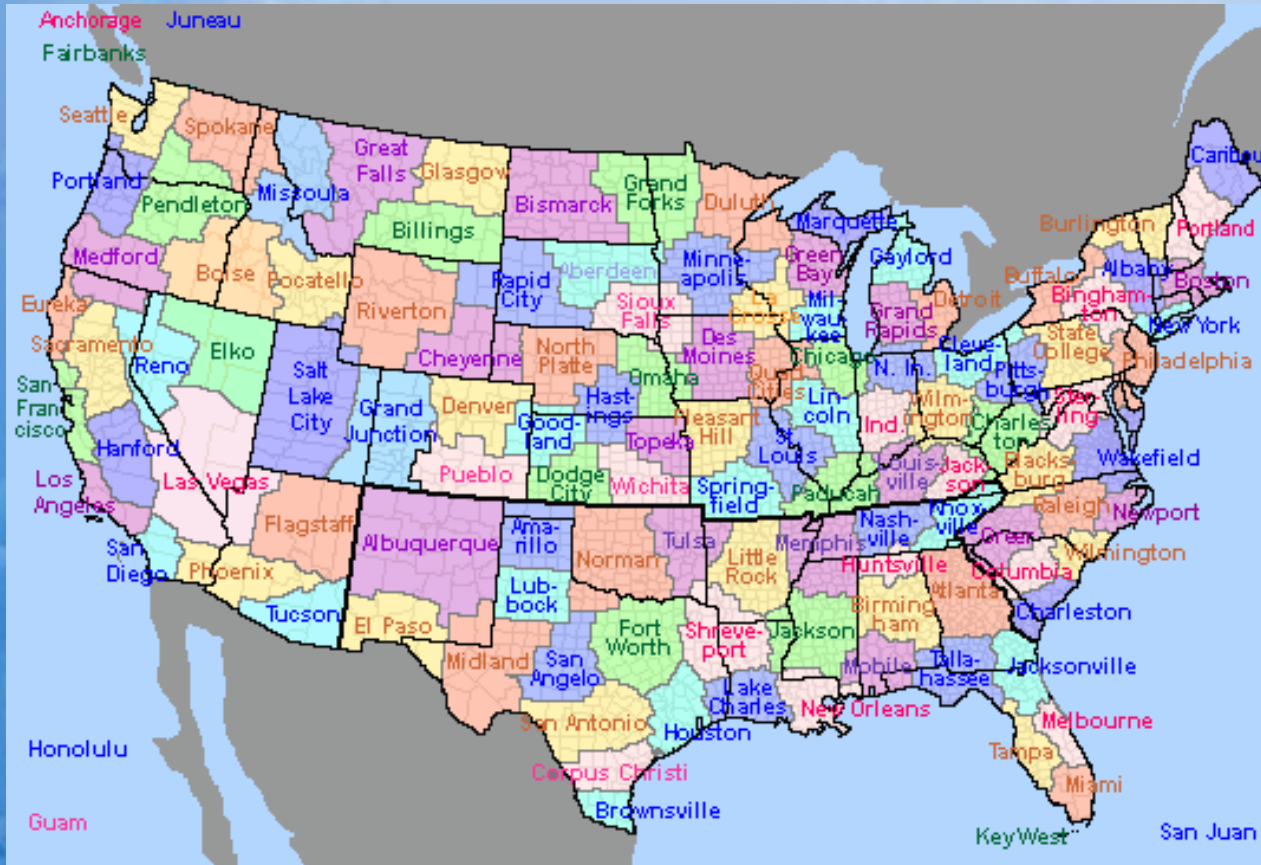 Anchorage Juneau
Fairbanks
Seattle
Spokane
Great
Falls
Glasgow
Portland
Missoula
Pendleton
Billings
Bismarck
Grand
Forks
Duluth
Marquette
Caribou
Burlington
Portland
Medford
Boise
Pocatello
Rapid
City
Aberdeen
Minne-
apolis
Green
Bay
Gaylord
Buffalo
Albany
Boston
Eureka
Riverton
Sioux
Falls
La
Crosse
Mil-
wau-
kee
Grand
Rapids
Detroit
Bingham-
ton
New York
Sacramento
Reno
Elko
Salt
Lake
City
Cheyenne
North
Platte
Des
Moines
Quad
Cities
Chicago
N. In.
Cleve-
land
Pitts-
burgh
State
College
Philadelphia
San
Fran
cisco
Hanford
Grand
Junction
Denver
Omaha
Hast-
ings
Good-
land
Topeka
Pleasant
Hill
Lin-
coln
St.
Louis
Ind.
Wilm-
ington
Charles
ton
Ster-
ling
Los
Angeles
Las Vegas
Pueblo
Dodge
City
Wichita
Spring-
field
Paducah
Louis-
ville
Jack-
son
Blacks-
burg
Wakefield
San
Diego
Flagstaff
Phoenix
Tucson
Albuquerque
Ama-
rillo
Norman
Tulsa
Little
Rock
Memphis
Nash-
ville
Knox-
ville
Raleigh
Newport
Greer
Wilmington
Lub-
bock
Huntsville
Columbia
Atlanta
Charleston
El Paso
Midland
San
Angelo
Fort
Worth
Shreve-
port
Jackson
Birming
ham
Mobile
Talla-
hassee
Jacksonville
San Antonio
Houston
Lake
Charles
New Orleans
Melbourne
Tampa
Miami
Honolulu
Corpus Christi
Brownsville
Guam
Key West
San Juan